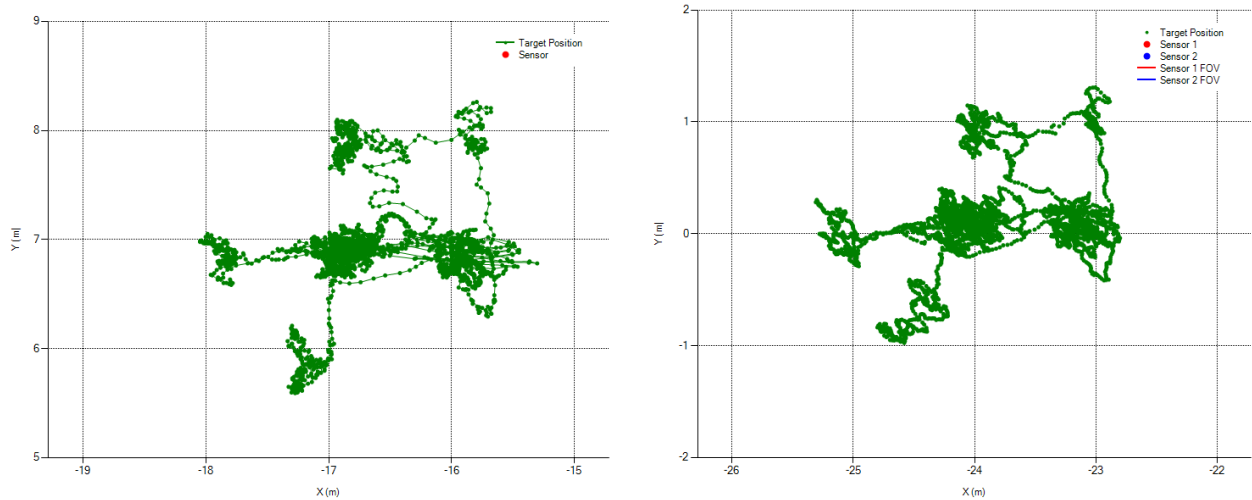 9
8
7
6
5
Y (m|
-19
-18
-17
-16
-15
X (m)
Target Position
Sensor
2
1
0
-1
-2
Y (m|
-26
-25
-24
-23
-22
X (m)
Target Position
Sensor 1
Sensor 2
Sensor 1 FOV
Sensor 2 FOV